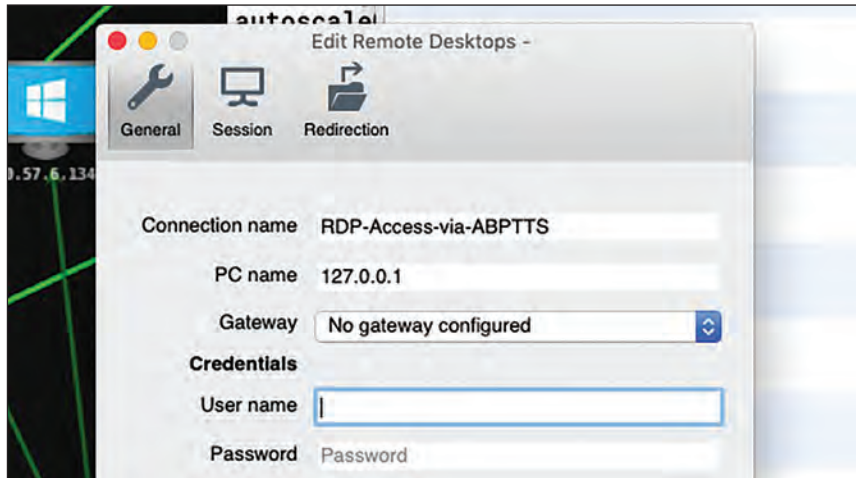 autoscale
Edit Remote Desktops -
General Session Redirection
.57.6.134
Connection name RDP-Access-via-ABPTTS
PC name 127.0.0.1
Gateway No gateway configured
Credentials
User name
Password Password